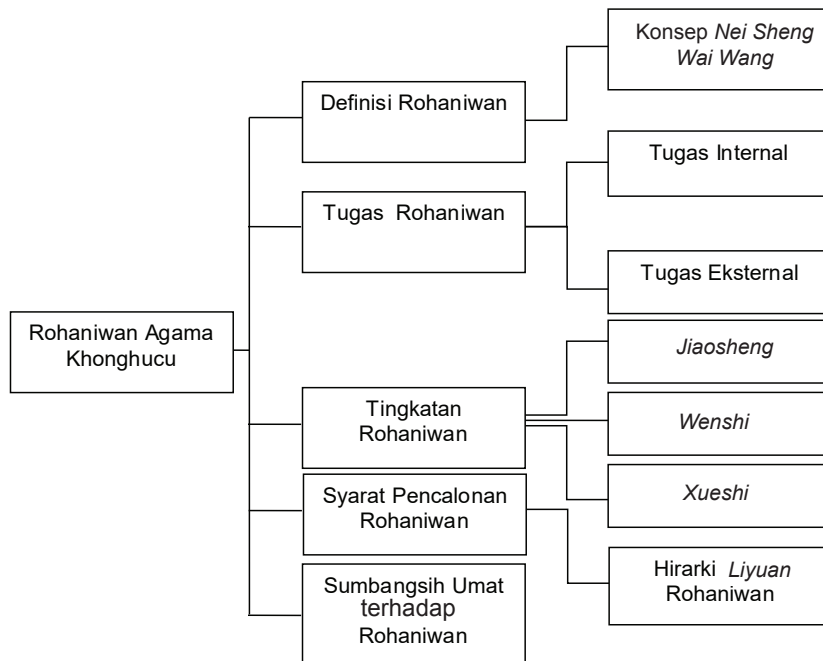 Rohaniwan Agama
Khonghucu
Definisi Rohaniwan
Konsep Nei Sheng
Wai Wang
Tugas Rohaniwan
Tugas Internal
Tugas Eksternal
Tingkatan
Rohaniwan
Jiaosheng
Wenshi
Xueshi
Syarat Pencalonan
Rohaniwan
Hirarki Liyuan
Rohaniwan
Sumbangsih Umat
terhadap
Rohaniwan